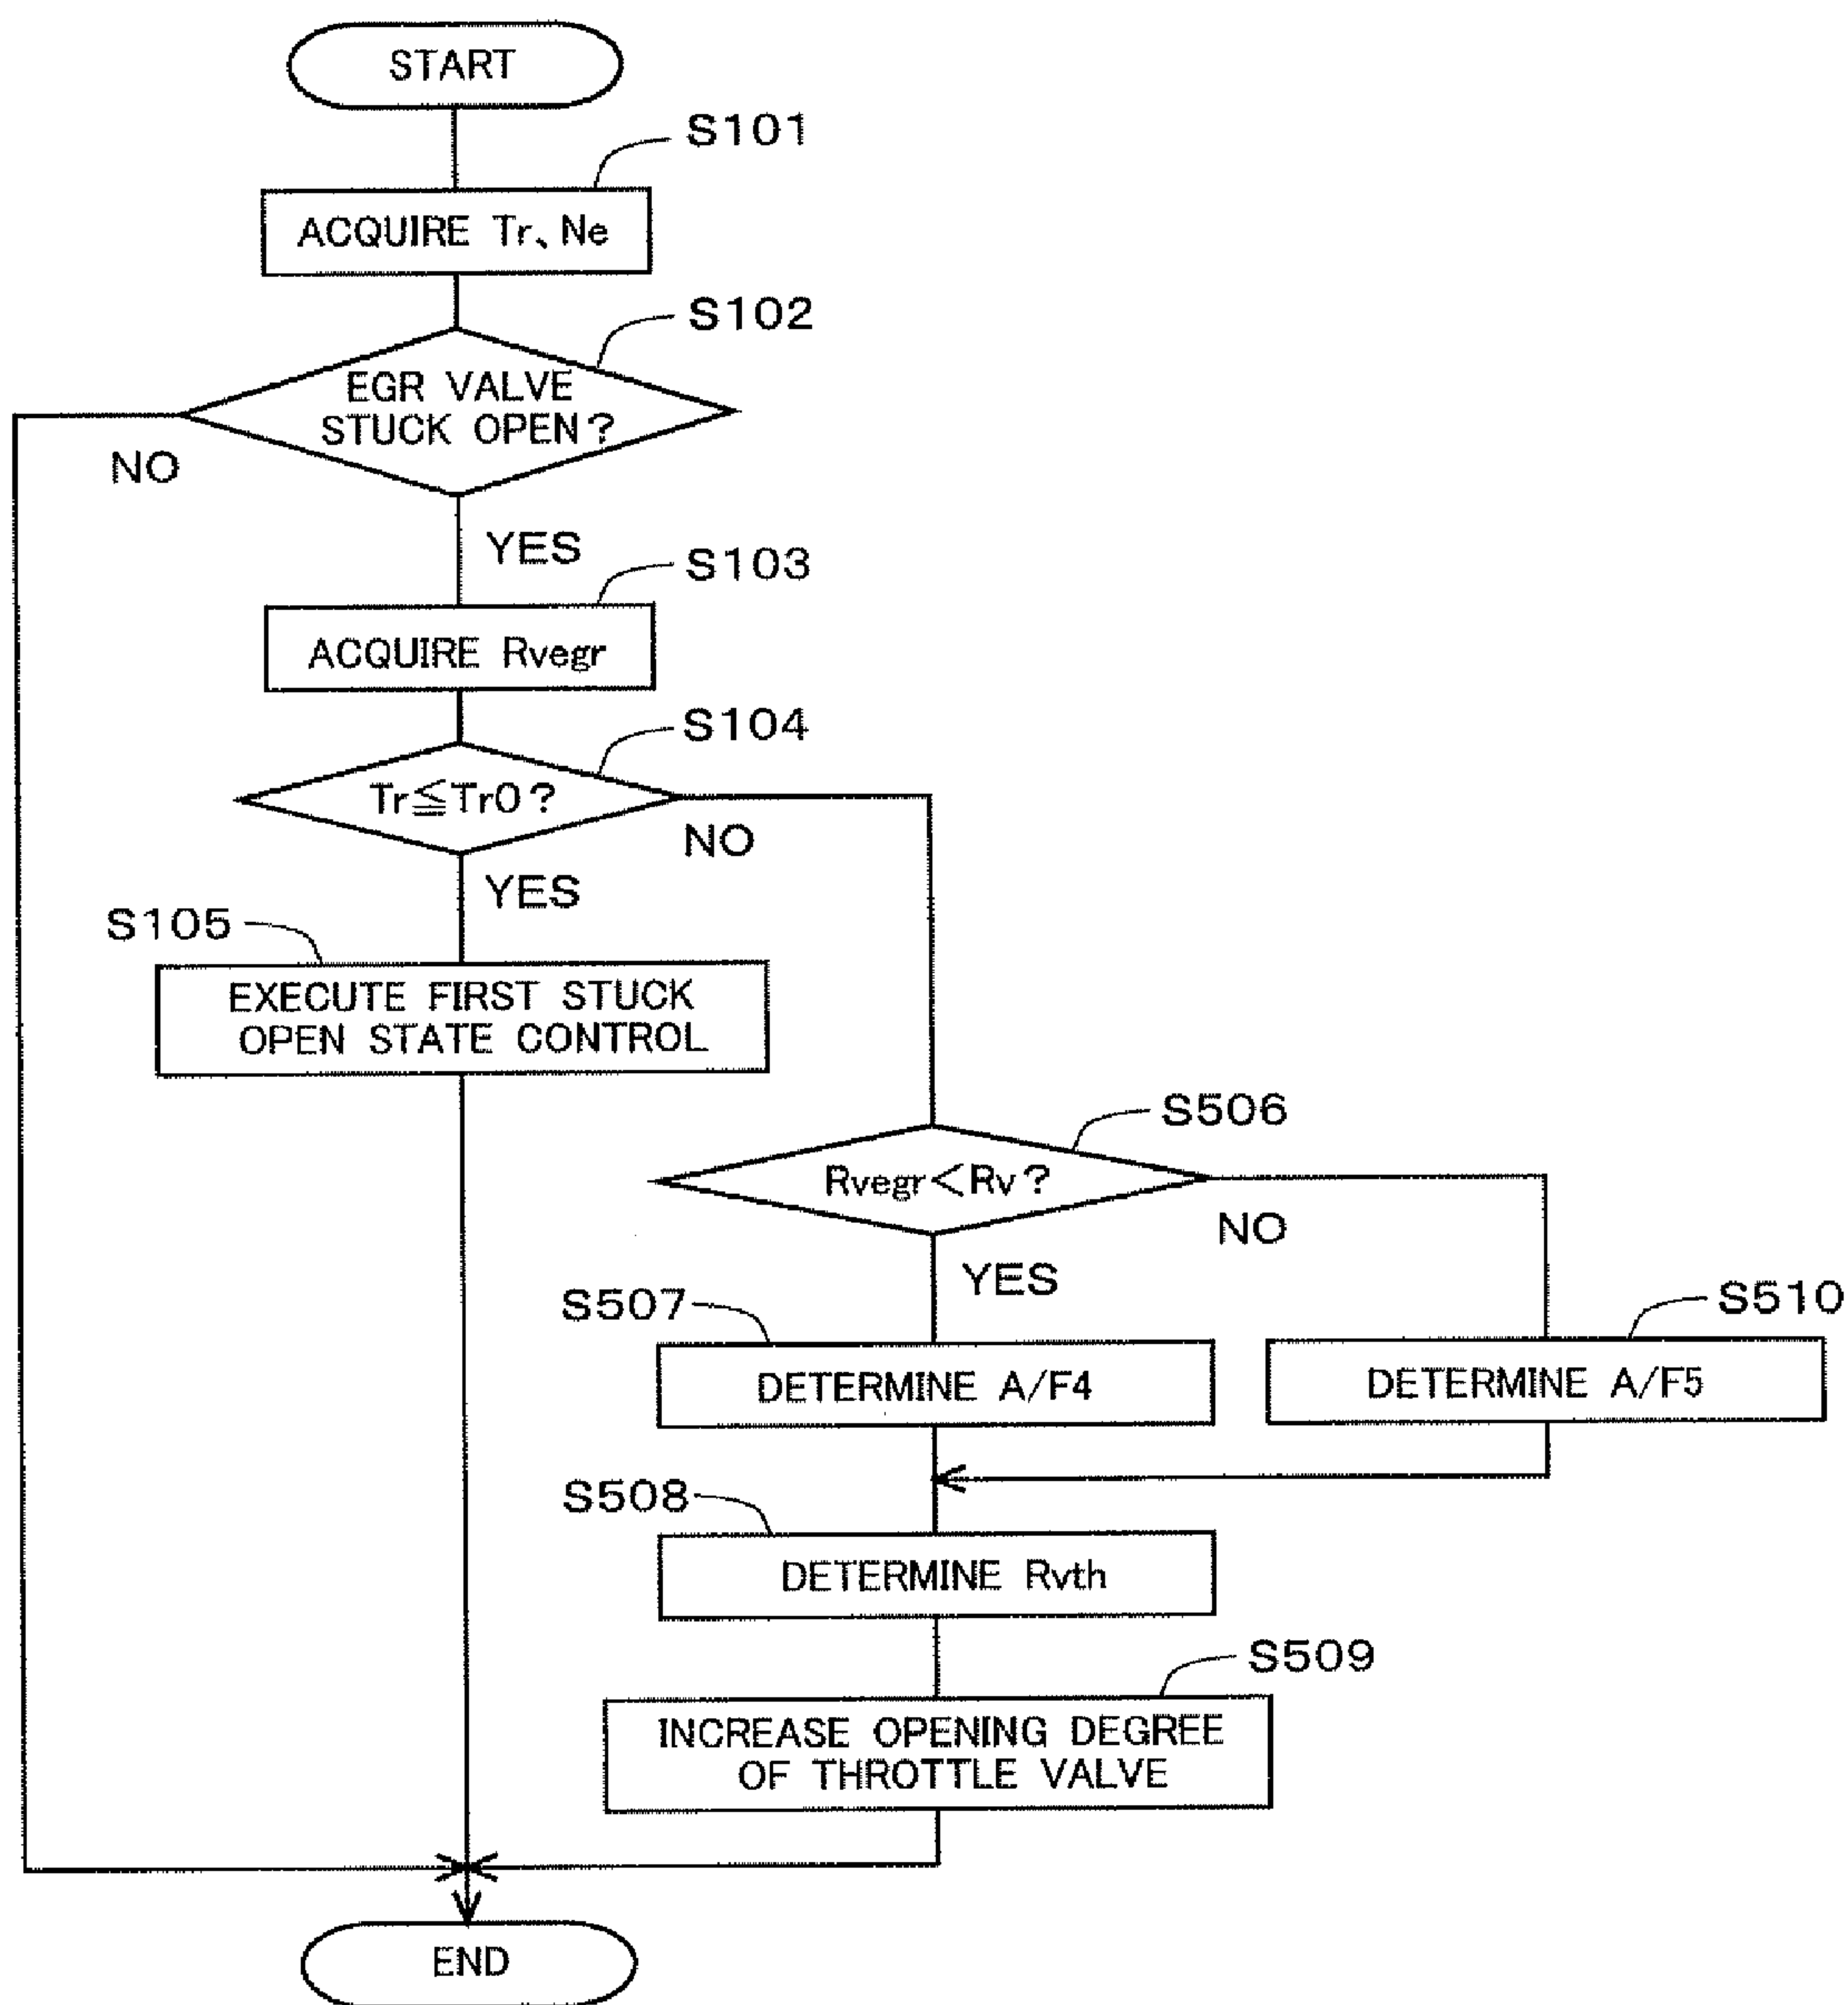 START
S101
ACQUIRE Tr、Ne
S102
EGR VALVE
STUCK OPEN?
NO
YES
S103
ACQUIRE Rvegr
S104
Tr≦Tr0?
NO
YES
S105
EXECUTE FIRST STUCK
OPEN STATE CONTROL
S506
Rvegr<Rv?
NO
YES
S507
DETERMINE A/F4
S510
DETERMINE A/F5
S508
DETERMINE Rvth
S509
INCREASE OPENING DEGREE
OF THROTTLE VALVE
END